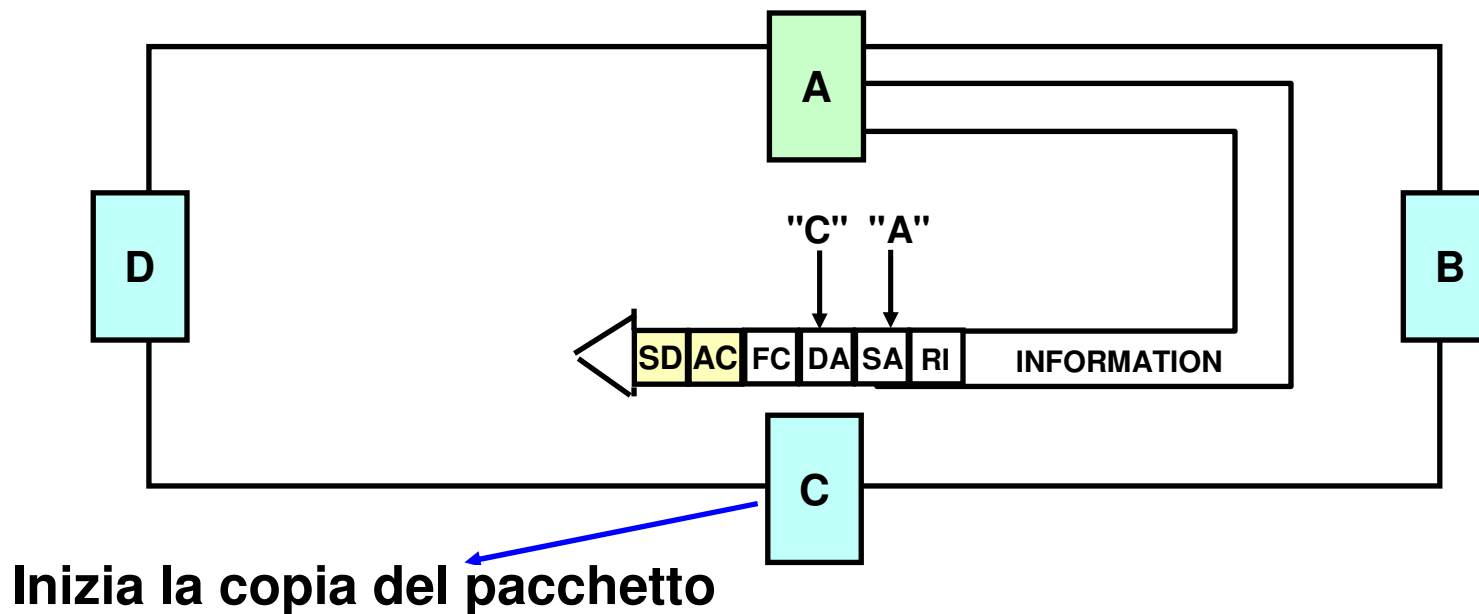 A
"C" "A"
D
B
SD AC FC DA SA RI INFORMATION
C
Inizia la copia del pacchetto